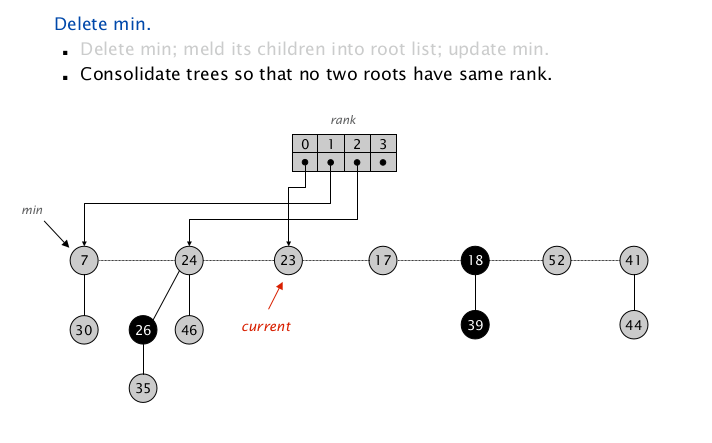 Delete min.
▪ Delete min; meld its children into root list; update min.
▪ Consolidate trees so that no two roots have same rank.
rank
0 1 2 3
min
7 24 23 17 18 52 41
30 26 46 current 39 44
35